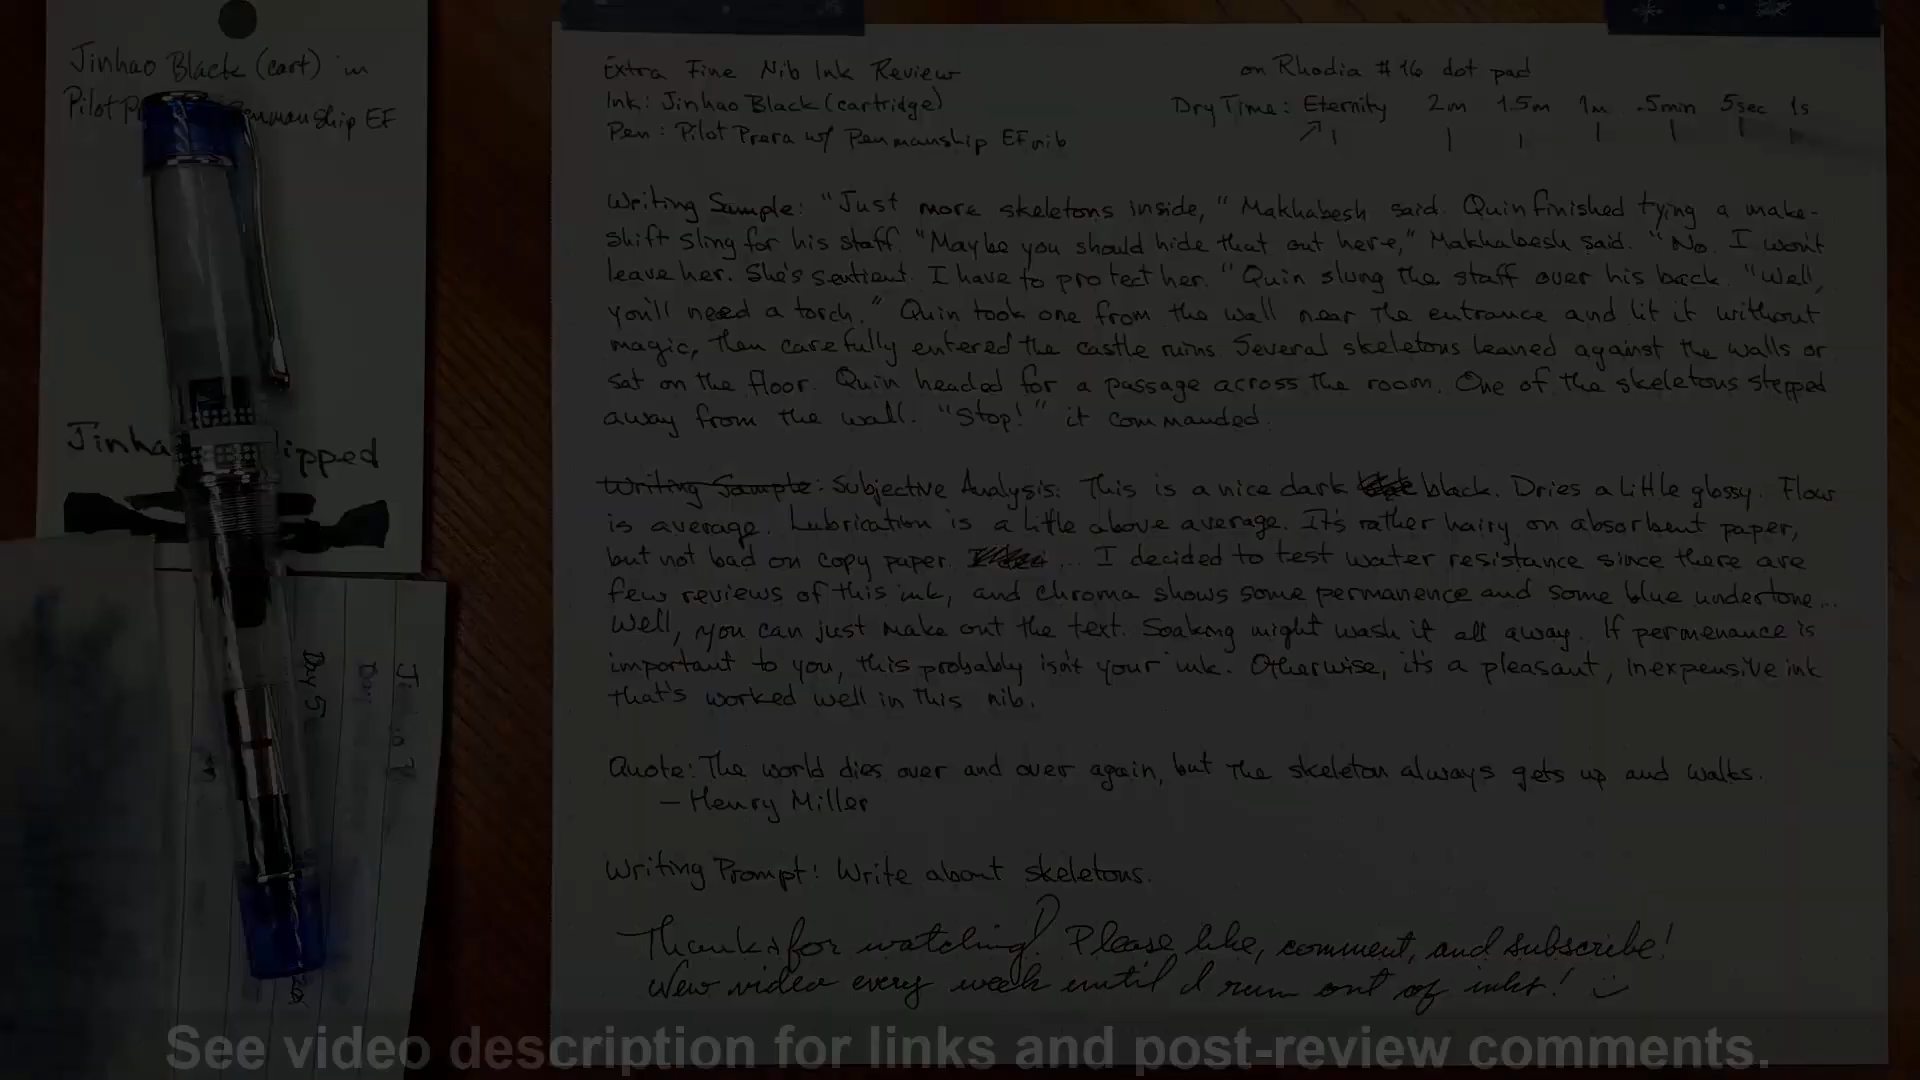 Jinhao Black (cart) in
Pilot Penmanship EF
Jinha ipped
Day 5
Extra Fine Nib Ink Review
Ink: Jinhao Black (cartridge)
Pen: Pilot Prera w/ Penmanship EF nib
on Rhodia #16 dot pad
Dry Time: Eternity 2m 1.5m 1m .5min 5sec 1s
Writing Sample: "Just more skeletons inside," Makhabesh said. Quin finished tying a make-
shift sling for his staff. "Maybe you should hide that out here," Makhabesh said. "No. I won't
leave her. She's sentient. I have to protect her." Quin slung the staff over his back. "Well,
you'll need a torch." Quin took one from the wall near the entrance and lit it without
magic, then carefully entered the castle ruins. Several skeletons leaned against the walls or
sat on the floor. Quin headed for a passage across the room. One of the skeletons stepped
away from the wall. "Stop!" it commanded.
Writing Sample: Subjective Analysis: This is a nice dark black. Dries a little glossy. Flow
is average. Lubrication is a little above average. It's rather hairy on absorbent paper,
but not bad on copy paper. ... I decided to test water resistance since there are
few reviews of this ink, and chroma shows some permanence and some blue undertone...
Well, you can just make out the text. Soaking might wash it all away. If permenance is
important to you, this probably isn't your ink. Otherwise, it's a pleasant, inexpensive ink
that's worked well in this nib.
Quote: The world dies over and over again, but the skeleton always gets up and walks.
— Henry Miller
Writing Prompt: Write about skeletons.
Thanks for watching! Please like, comment, and subscribe!
New video every week until I run out of inks!
See video description for links and post-review comments.